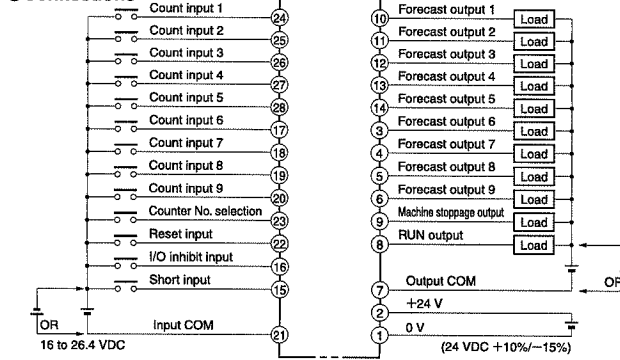 Count input 1
24
Count input 2
25
Count input 3
26
Count input 4
27
Count input 5
28
Count input 6
17
Count input 7
18
Count input 8
19
Count input 9
20
Counter No. selection
23
Reset input
22
I/O inhibit input
16
Short input
15
OR
Input COM
21
16 to 26.4 VDC
Forecast output 1
10
Load
Forecast output 2
11
Load
Forecast output 3
12
Load
Forecast output 4
13
Load
Forecast output 5
14
Load
Forecast output 6
3
Load
Forecast output 7
4
Load
Forecast output 8
5
Load
Forecast output 9
6
Load
Machine stoppage output
9
Load
RUN output
8
Load
Output COM
7
OR
+24 V
2
0 V
1
(24 VDC +10%/−15%)